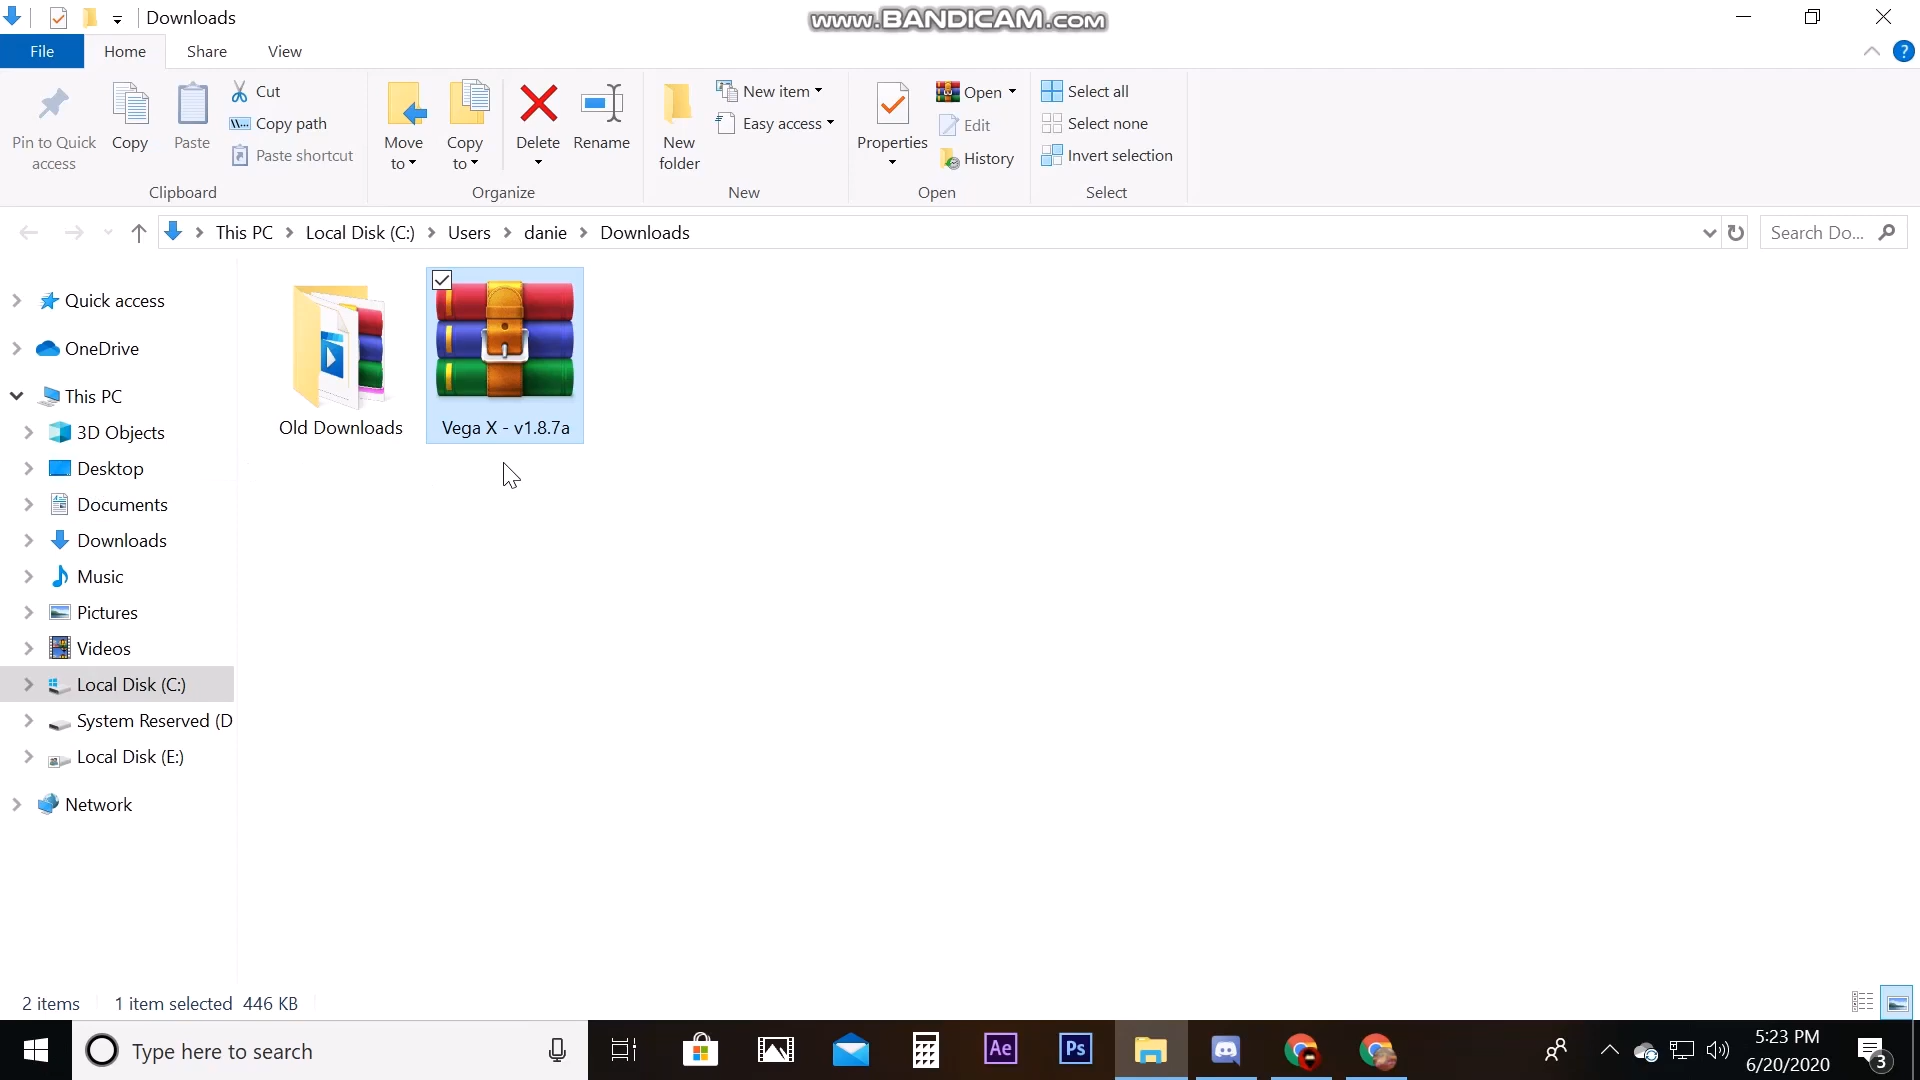 Downloads
www.BANDICAM.com
File
Home
Share
View
?
Pin to Quick
access
Copy
Paste
Cut
Copy path
Paste shortcut
Clipboard
Move
to
Copy
to
Delete
Rename
Organize
New
folder
New item
Easy access
New
Properties
Open
Edit
History
Open
Select all
Select none
Invert selection
Select
This PC
Local Disk (C:)
Users
danie
Downloads
Search Do...
Quick access
OneDrive
This PC
3D Objects
Desktop
Documents
Downloads
Music
Pictures
Videos
Local Disk (C:)
System Reserved (D
Local Disk (E:)
Network
Old Downloads
Vega X - v1.8.7a
2 items
1 item selected 446 KB
Type here to search
Ae
Ps
5:23 PM
6/20/2020
3